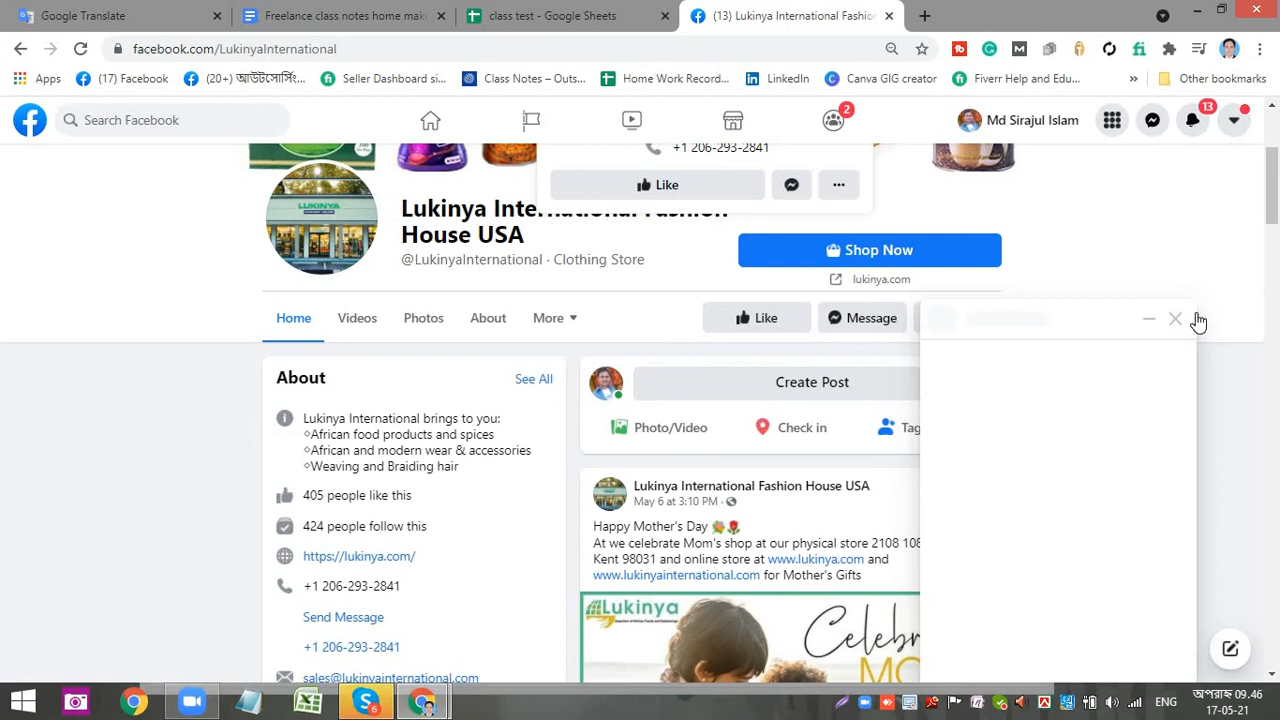 Google Translate
Freelance class notes home mak
class test - Google Sheets
(13) Lukinya International Fashio
facebook.com/LukinyaInternational
Apps
(17) Facebook
(20+) আউটসোর্সিং...
Seller Dashboard si...
Class Notes – Outs...
Home Work Record...
LinkedIn
Canva GIG creator
Fiverr Help and Edu...
Other bookmarks
Search Facebook
2
Md Sirajul Islam
13
+1 206-293-2841
Like
LUKINYA
Lukinya International Fashion
House USA
@LukinyaInternational · Clothing Store
Shop Now
lukinya.com
Home
Videos
Photos
About
More
Like
Message
About
See All
Create Post
Lukinya International brings to you:
◊African food products and spices
◊African and modern wear & accessories
◊Weaving and Braiding hair
Photo/Video
Check in
Tag
405 people like this
424 people follow this
https://lukinya.com/
+1 206-293-2841
Send Message
+1 206-293-2841
sales@lukinyainternational.com
Lukinya International Fashion House USA
May 6 at 3:10 PM ·
Happy Mother's Day 💐🌹
At we celebrate Mom's shop at our physical store 2108 108
Kent 98031 and online store at www.lukinya.com and
www.lukinyainternational.com for Mother's Gifts
Lukinya
Celebr
MO
6
ENG
অপরাহ্ন 09.46
17-05-21